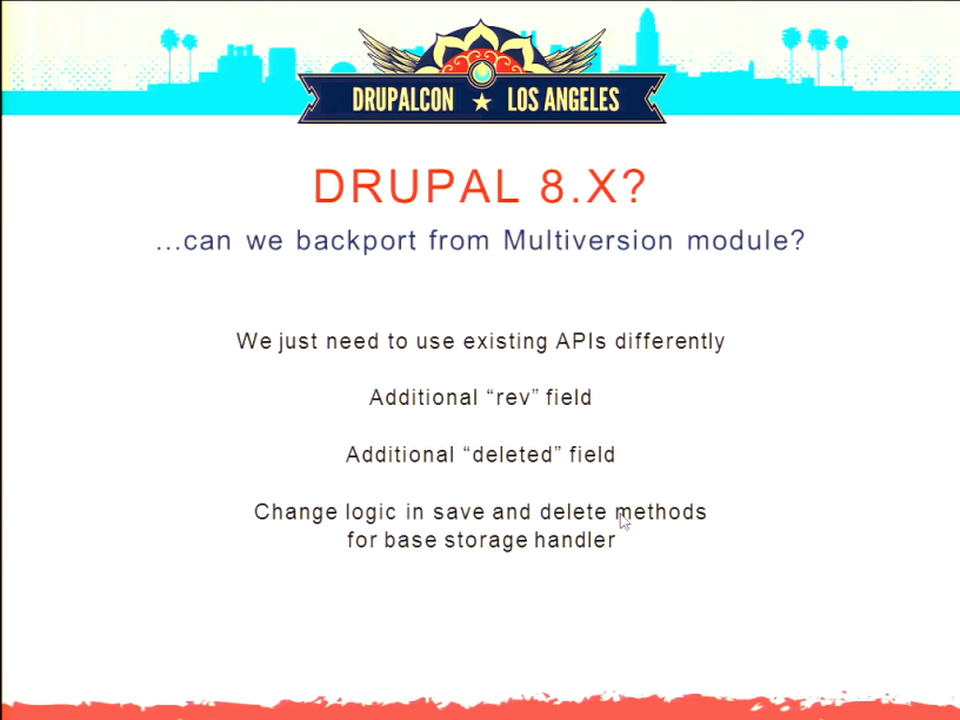 DRUPALCON ★ LOS ANGELES
DRUPAL 8.X?
...can we backport from Multiversion module?
We just need to use existing APIs differently
Additional “rev” field
Additional “deleted” field
Change logic in save and delete methods
for base storage handler